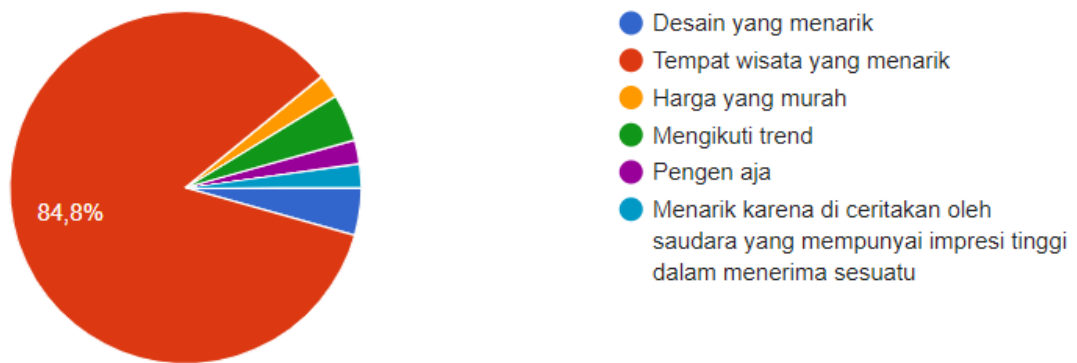 84,8%
Desain yang menarik
Tempat wisata yang menarik
Harga yang murah
Mengikuti trend
Pengen aja
Menarik karena di ceritakan oleh
saudara yang mempunyai impresi tinggi
dalam menerima sesuatu